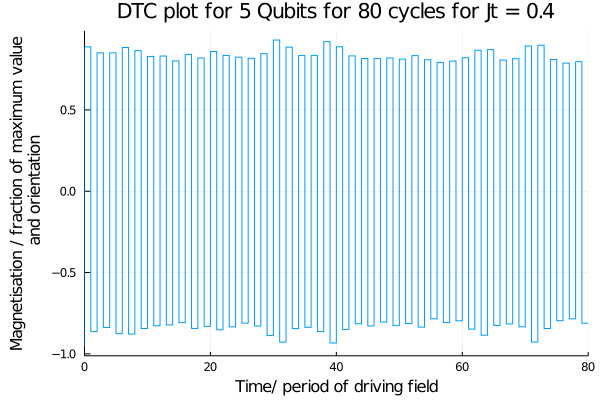 DTC plot for 5 Qubits for 80 cycles for Jt = 0.4
Magnetisation / fraction of maximum value
and orientation
0.5
0.0
−0.5
−1.0
0 20 40 60 80
Time/ period of driving field